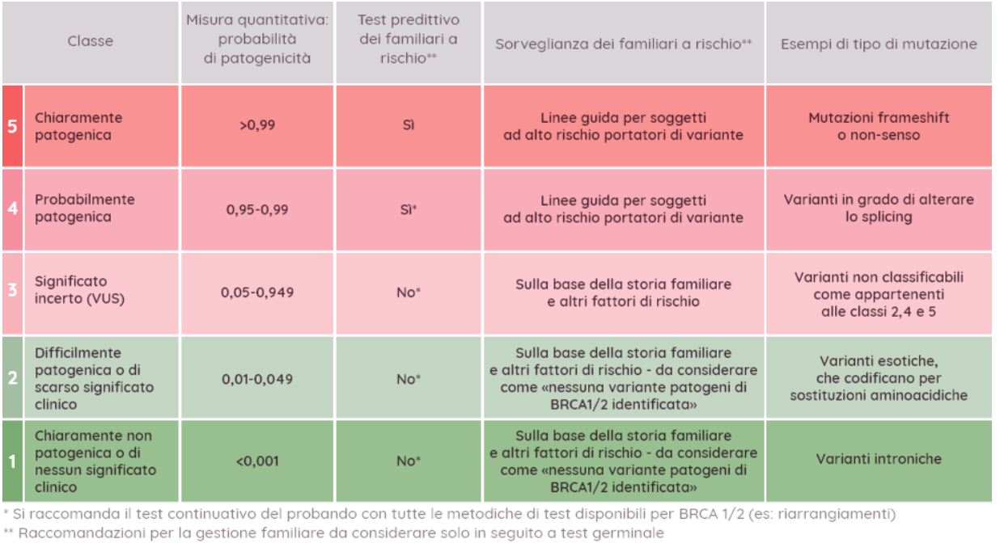 Classe
Misura quantitativa:
probabilità
di patogenicità
Test predittivo
dei familiari a
rischio**
Sorveglianza dei familiari a rischio**
Esempi di tipo di mutazione
5
Chiaramente
patogenica
>0,99
Sì
Linee guida per soggetti
ad alto rischio portatori di variante
Mutazioni frameshift
o non-senso
4
Probabilmente
patogenica
0,95-0,99
Sì*
Linee guida per soggetti
ad alto rischio portatori di variante
Varianti in grado di alterare
lo splicing
3
Significato
incerto (VUS)
0,05-0,949
No*
Sulla base della storia familiare
e altri fattori di rischio
Varianti non classificabili
come appartenenti
alle classi 2,4 e 5
2
Difficilmente
patogenica o di
scarso significato
clinico
0,01-0,049
No*
Sulla base della storia familiare
e altri fattori di rischio - da considerare
come «nessuna variante patogeni di
BRCA1/2 identificata»
Varianti esotiche,
che codificano per
sostituzioni aminoacidiche
1
Chiaramente non
patogenica o di
nessun significato
clinico
<0,001
No*
Sulla base della storia familiare
e altri fattori di rischio - da considerare
come «nessuna variante patogeni di
BRCA1/2 identificata»
Varianti introniche
* Si raccomanda il test continuativo del probando con tutte le metodiche di test disponibili per BRCA 1/2 (es: riarrangiamenti)
** Raccomandazioni per la gestione familiare da considerare solo in seguito a test germinale